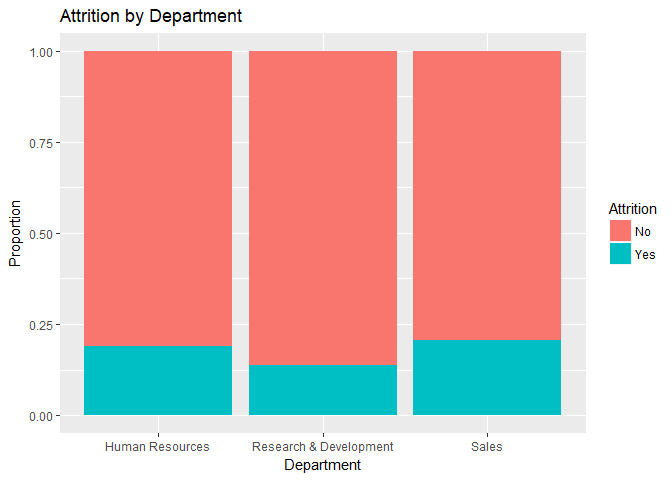 Attrition by Department
1.00
0.75
0.50
0.25
0.00
Proportion
Human Resources
Research & Development
Sales
Department
Attrition
No
Yes